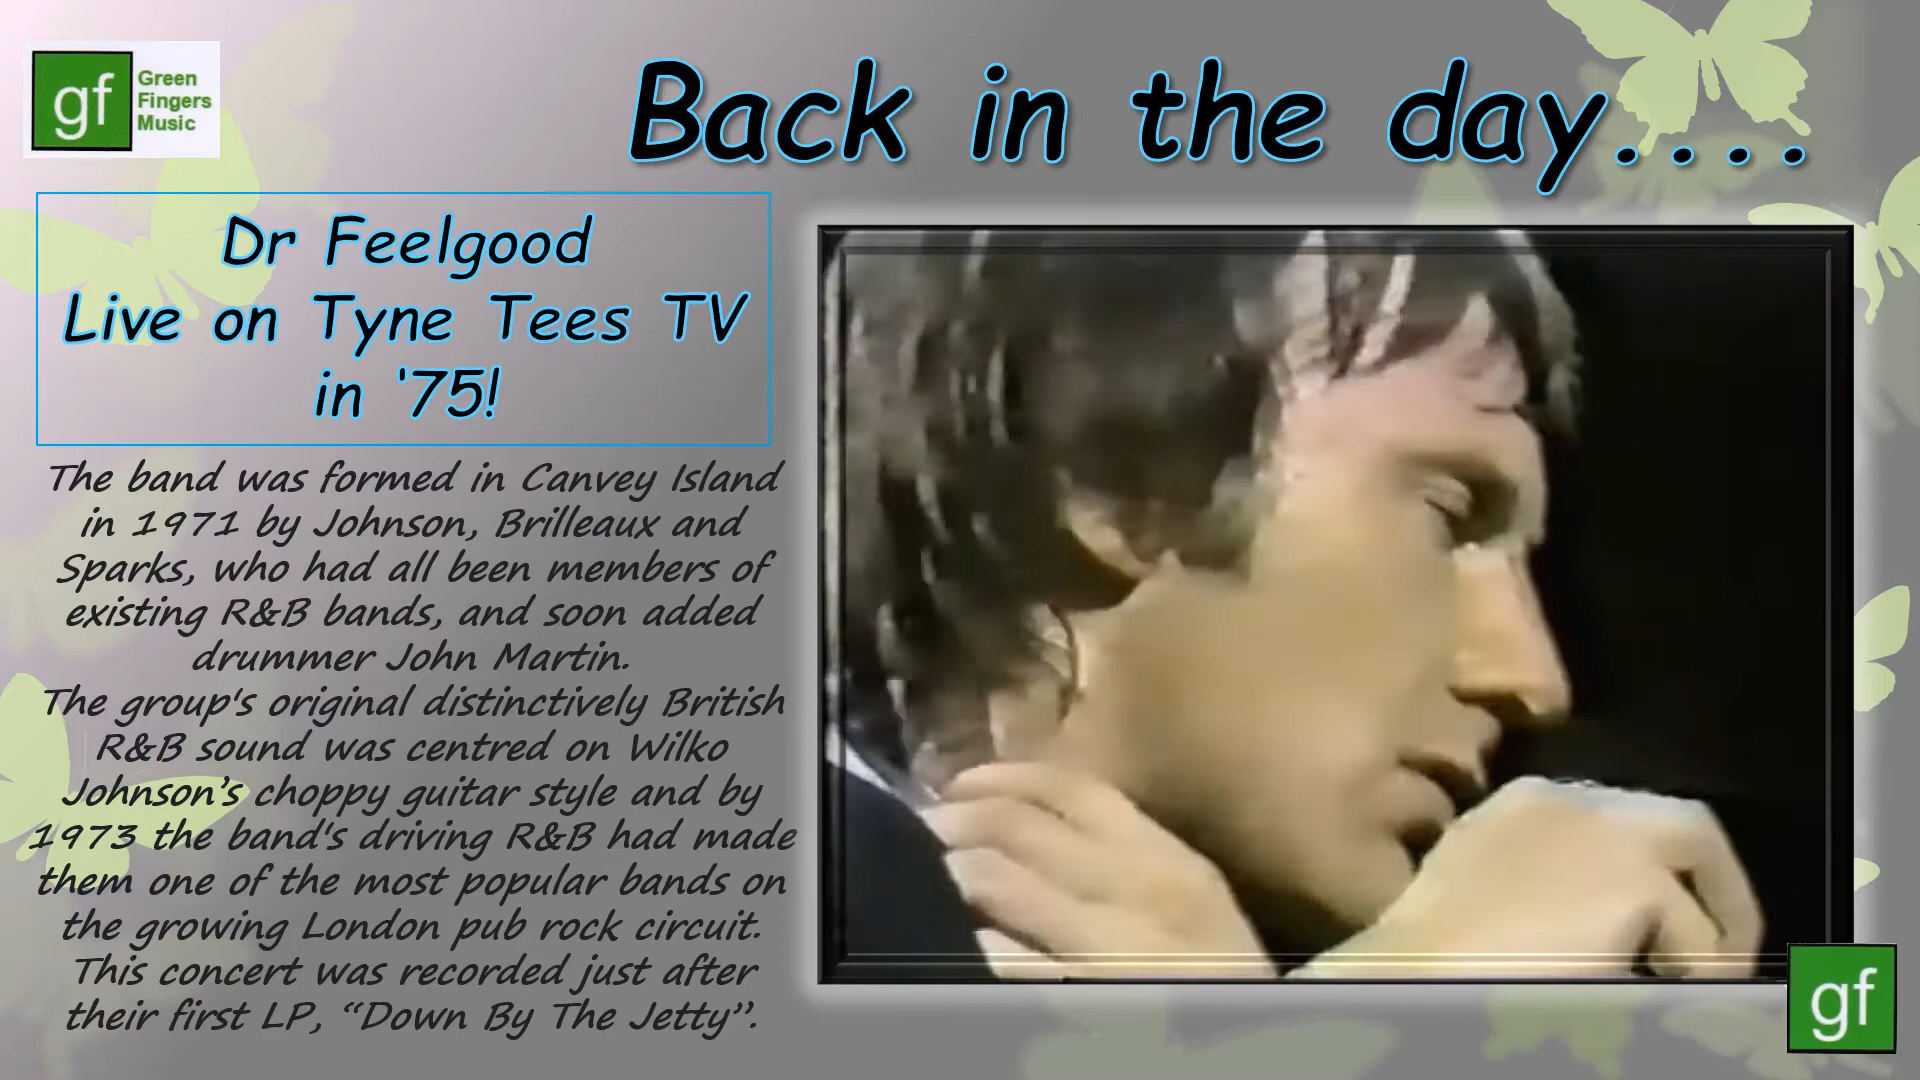 gf
Green
Fingers
Music
Back in the day....
Dr Feelgood
Live on Tyne Tees TV
in '75!
The band was formed in Canvey Island
in 1971 by Johnson, Brilleaux and
Sparks, who had all been members of
existing R&B bands, and soon added
drummer John Martin.
The group's original distinctively British
R&B sound was centred on Wilko
Johnson’s choppy guitar style and by
1973 the band's driving R&B had made
them one of the most popular bands on
the growing London pub rock circuit.
This concert was recorded just after
their first LP, “Down By The Jetty”.
gf